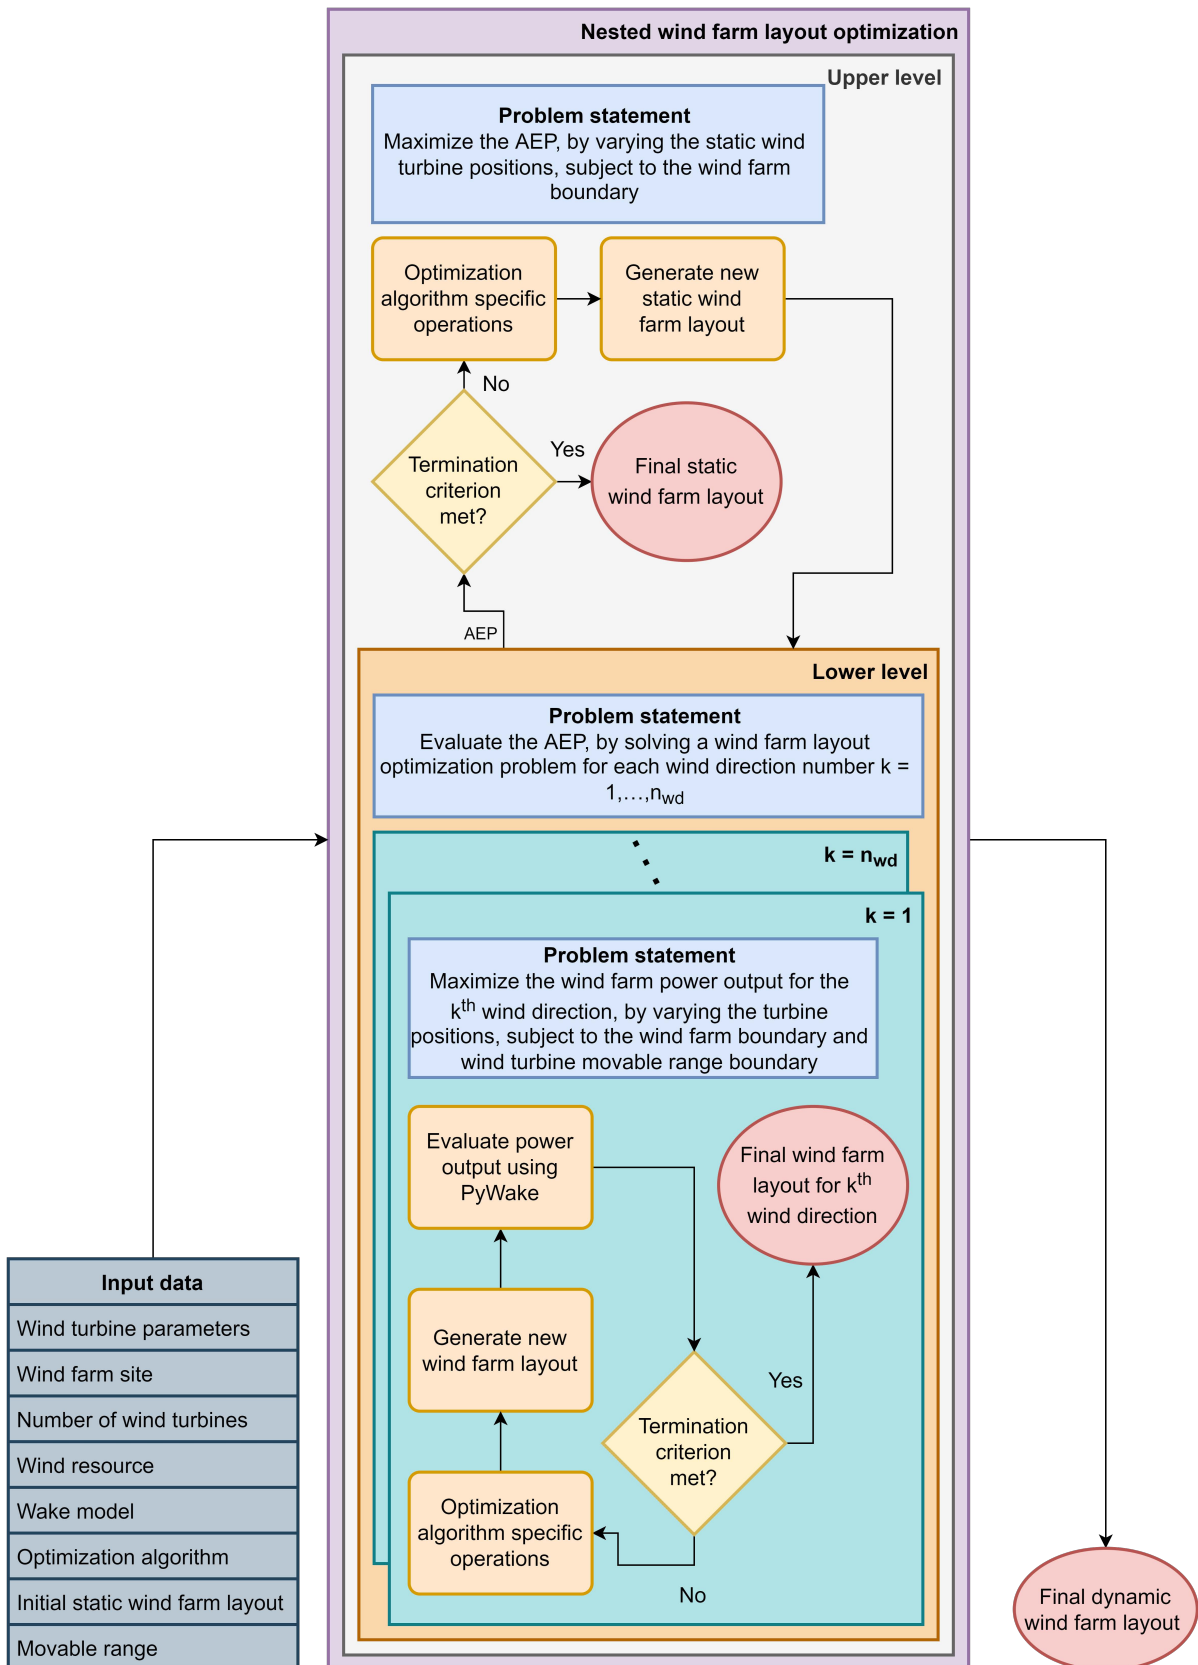 Nested wind farm layout optimization
Upper level
Problem statement
Maximize the AEP, by varying the static wind
turbine positions, subject to the wind farm
boundary
Optimization
algorithm specific
operations
Generate new
static wind
farm layout
No
Termination
criterion
met?
Yes
Final static
wind farm layout
AEP
Lower level
Problem statement
Evaluate the AEP, by solving a wind farm layout
optimization problem for each wind direction number k =
1,…,nwd
k = nwd
k = 1
Problem statement
Maximize the wind farm power output for the
kth wind direction, by varying the turbine
positions, subject to the wind farm boundary and
wind turbine movable range boundary
Evaluate power
output using
PyWake
Final wind farm
layout for kth
wind direction
Generate new
wind farm layout
Yes
Termination
criterion
met?
Optimization
algorithm specific
operations
No
Input data
Wind turbine parameters
Wind farm site
Number of wind turbines
Wind resource
Wake model
Optimization algorithm
Initial static wind farm layout
Movable range
Final dynamic
wind farm layout